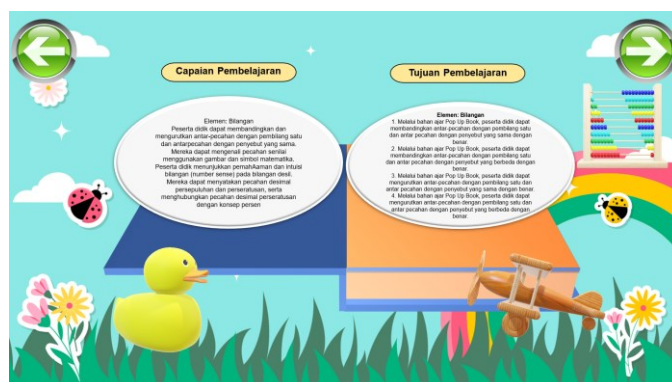 Capaian Pembelajaran
Elemen: Bilangan
Peserta didik dapat membandingkan dan
mengurutkan antar-pecahan dengan pembilang satu
dan antarpecahan dengan penyebut yang sama.
Mereka dapat mengenali pecahan senilai
menggunakan gambar dan simbol matematika.
Peserta didik menunjukkan pemahAaman dan intuisi
bilangan (number sense) pada bilangan desil.
Mereka dapat menyatakan pecahan desimal
persepuluhan dan perseratusan, serta
menghubungkan pecahan desimal perseratusan
dengan konsep persen
Tujuan Pembelajaran
Elemen: Bilangan
1. Melalui bahan ajar Pop Up Book, peserta didik dapat
membandingkan antar-pecahan dengan pembilang satu
dan antar pecahan dengan penyebut yang sama dengan
benar.
2. Melalui bahan ajar Pop Up Book, peserta didik dapat
membandingkan antar-pecahan dengan pembilang satu
dan antar pecahan dengan penyebut yang berbeda dengan
benar.
3. Melalui bahan ajar Pop Up Book, peserta didik dapat
mengurutkan antar-pecahan dengan pembilang satu dan
antar pecahan dengan penyebut yang sama dengan benar
4. Melalui bahan ajar Pop Up Book, peserta didik dapat
mengurutkan antar-pecahan dengan pembilang satu dan
antar pecahan dengan penyebut yang berbeda dengan
benar.